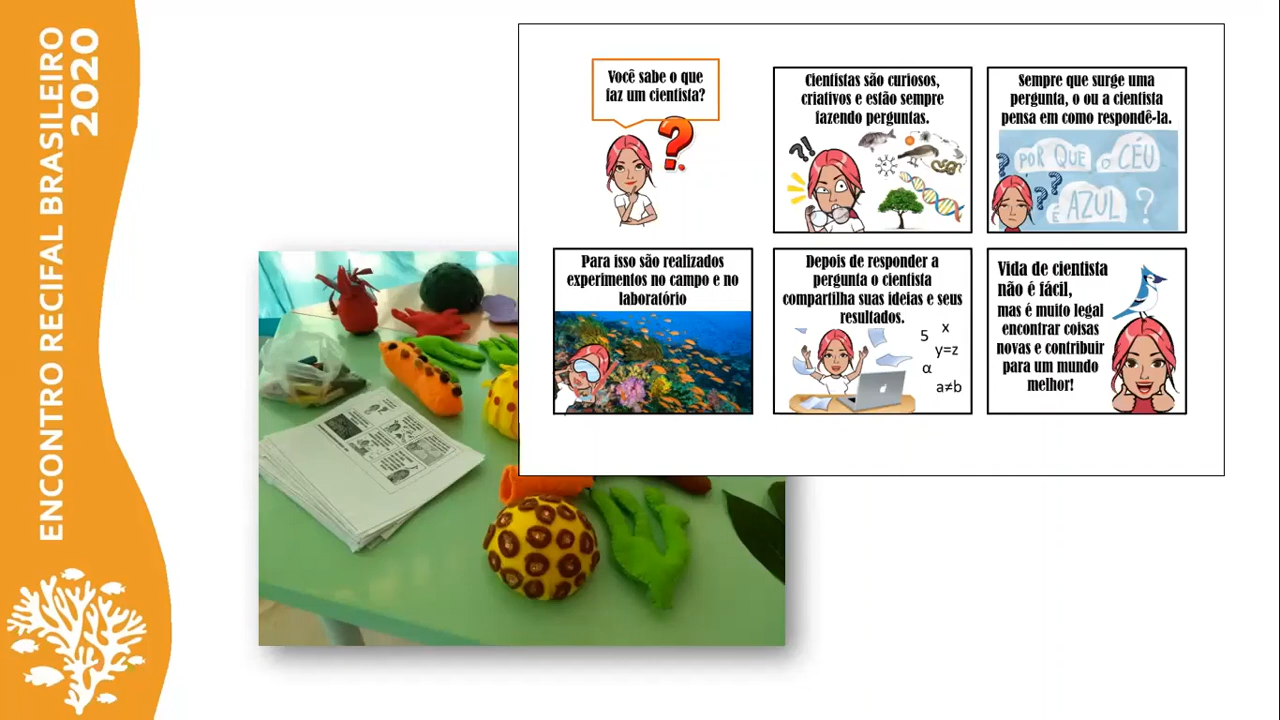 ENCONTRO RECIFAL BRASILEIRO
2020
Você sabe o que
faz um cientista?
?
Cientistas são curiosos,
criativos e estão sempre
fazendo perguntas.
?!
Sempre que surge uma
pergunta, o ou a cientista
pensa em como respondê-la.
POR QUE O CÉU
É AZUL ?
Para isso são realizados
experimentos no campo e no
laboratório
Depois de responder a
pergunta o cientista
compartilha suas ideias e seus
resultados.
x
5
y=z
α
a≠b
Vida de cientista
não é fácil,
mas é muito legal
encontrar coisas
novas e contribuir
para um mundo
melhor!